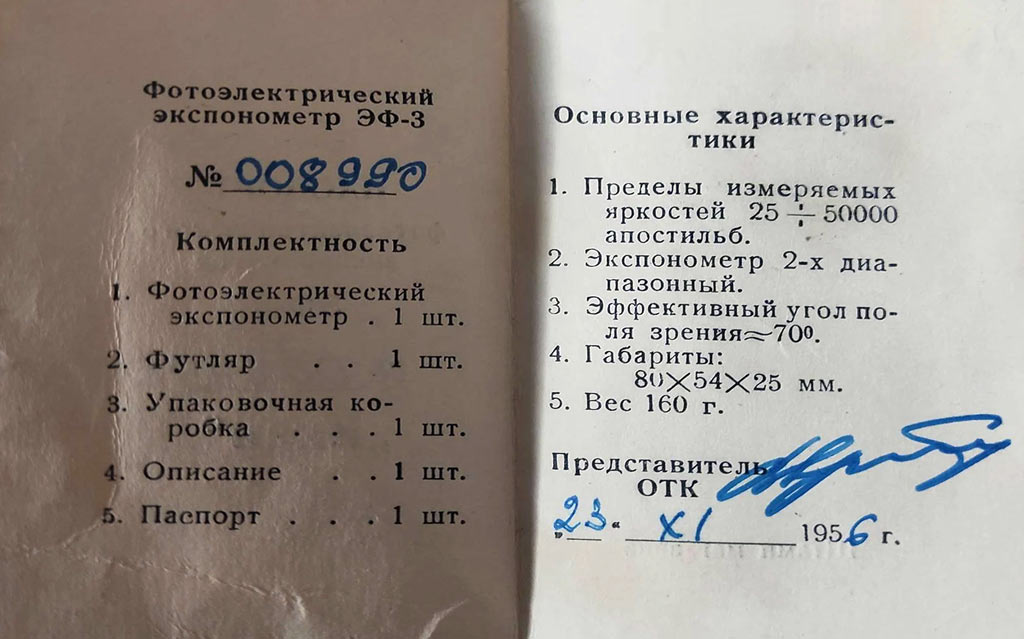 Фотоэлектрический
экспонометр ЭФ-3
№ 008990
Комплектность
1. Фотоэлектрический
экспонометр . 1 шт.
2. Футляр . . 1 шт.
3. Упаковочная ко-
робка . . . 1 шт.
4. Описание . . 1 шт.
5. Паспорт . . . 1 шт.
Основные характерис-
тики
1. Пределы измеряемых
яркостей 25 ÷ 50000
апостильб.
2. Экспонометр 2-х диа-
пазонный.
3. Эффективный угол по-
ля зрения≈70°.
4. Габариты:
80×54×25 мм.
5. Вес 160 г.
Представитель
ОТК
„23“ XI 1956 г.